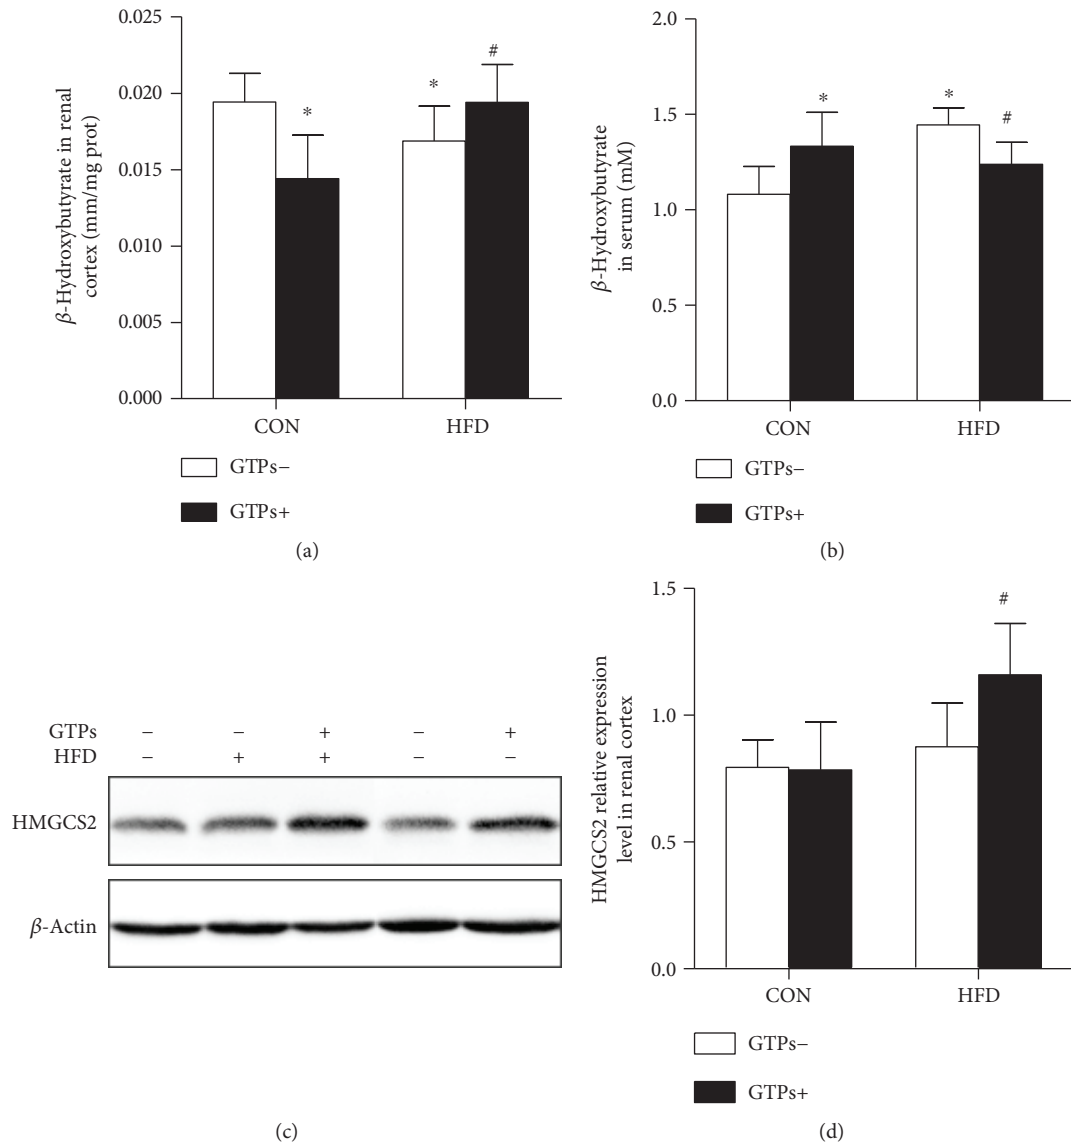 β-Hydroxybutyrate in renal
cortex (mm/mg prot)
0.025
0.020
0.015
0.010
0.005
0.000
*
*
#
CON
HFD
GTPs−
GTPs+
(a)
β-Hydroxybutyrate
in serum (mM)
2.0
1.5
1.0
0.5
0.0
*
*
#
CON
HFD
GTPs−
GTPs+
(b)
GTPs − − + − +
HFD − + + − −
HMGCS2
β-Actin
(c)
HMGCS2 relative expression
level in renal cortex
1.5
1.0
0.5
0.0
#
CON
HFD
GTPs−
GTPs+
(d)